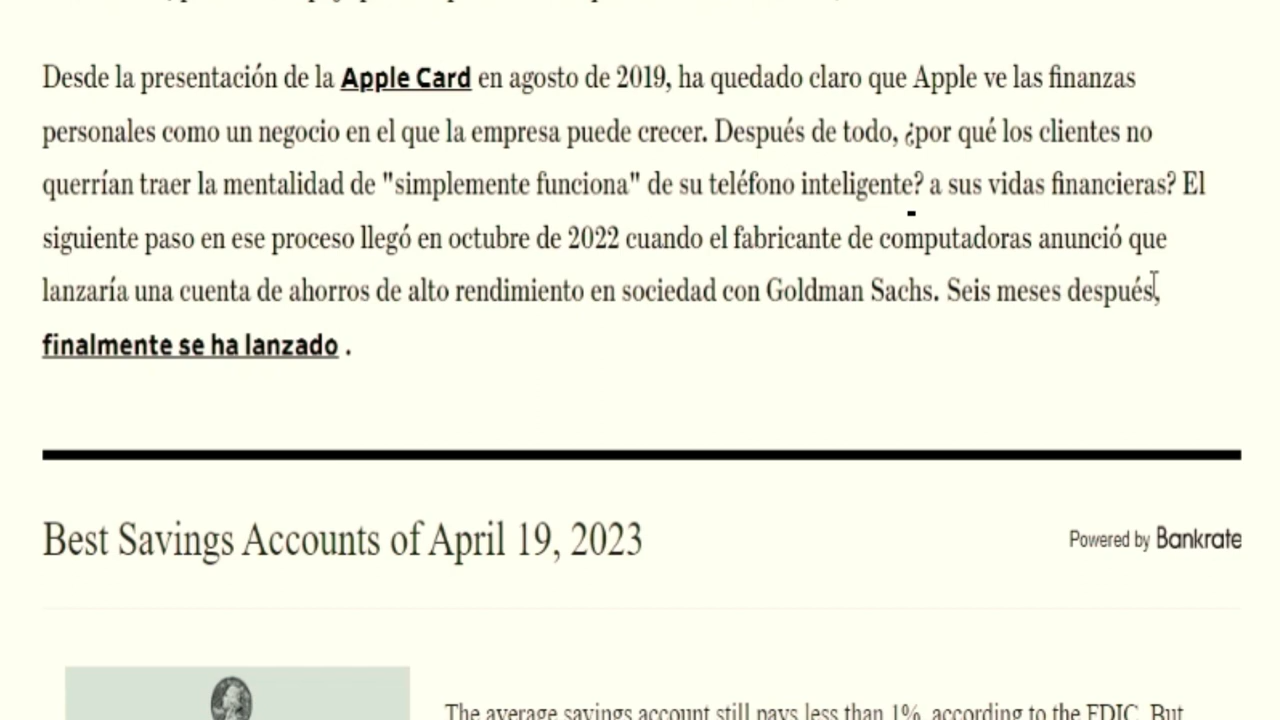 Desde la presentación de la Apple Card en agosto de 2019, ha quedado claro que Apple ve las finanzas
personales como un negocio en el que la empresa puede crecer. Después de todo, ¿por qué los clientes no
querrían traer la mentalidad de "simplemente funciona" de su teléfono inteligente? a sus vidas financieras? El
siguiente paso en ese proceso llegó en octubre de 2022 cuando el fabricante de computadoras anunció que
lanzaría una cuenta de ahorros de alto rendimiento en sociedad con Goldman Sachs. Seis meses después,
finalmente se ha lanzado .
Best Savings Accounts of April 19, 2023
Powered by Bankrate
The average savings account still pays less than 1%, according to the FDIC. But